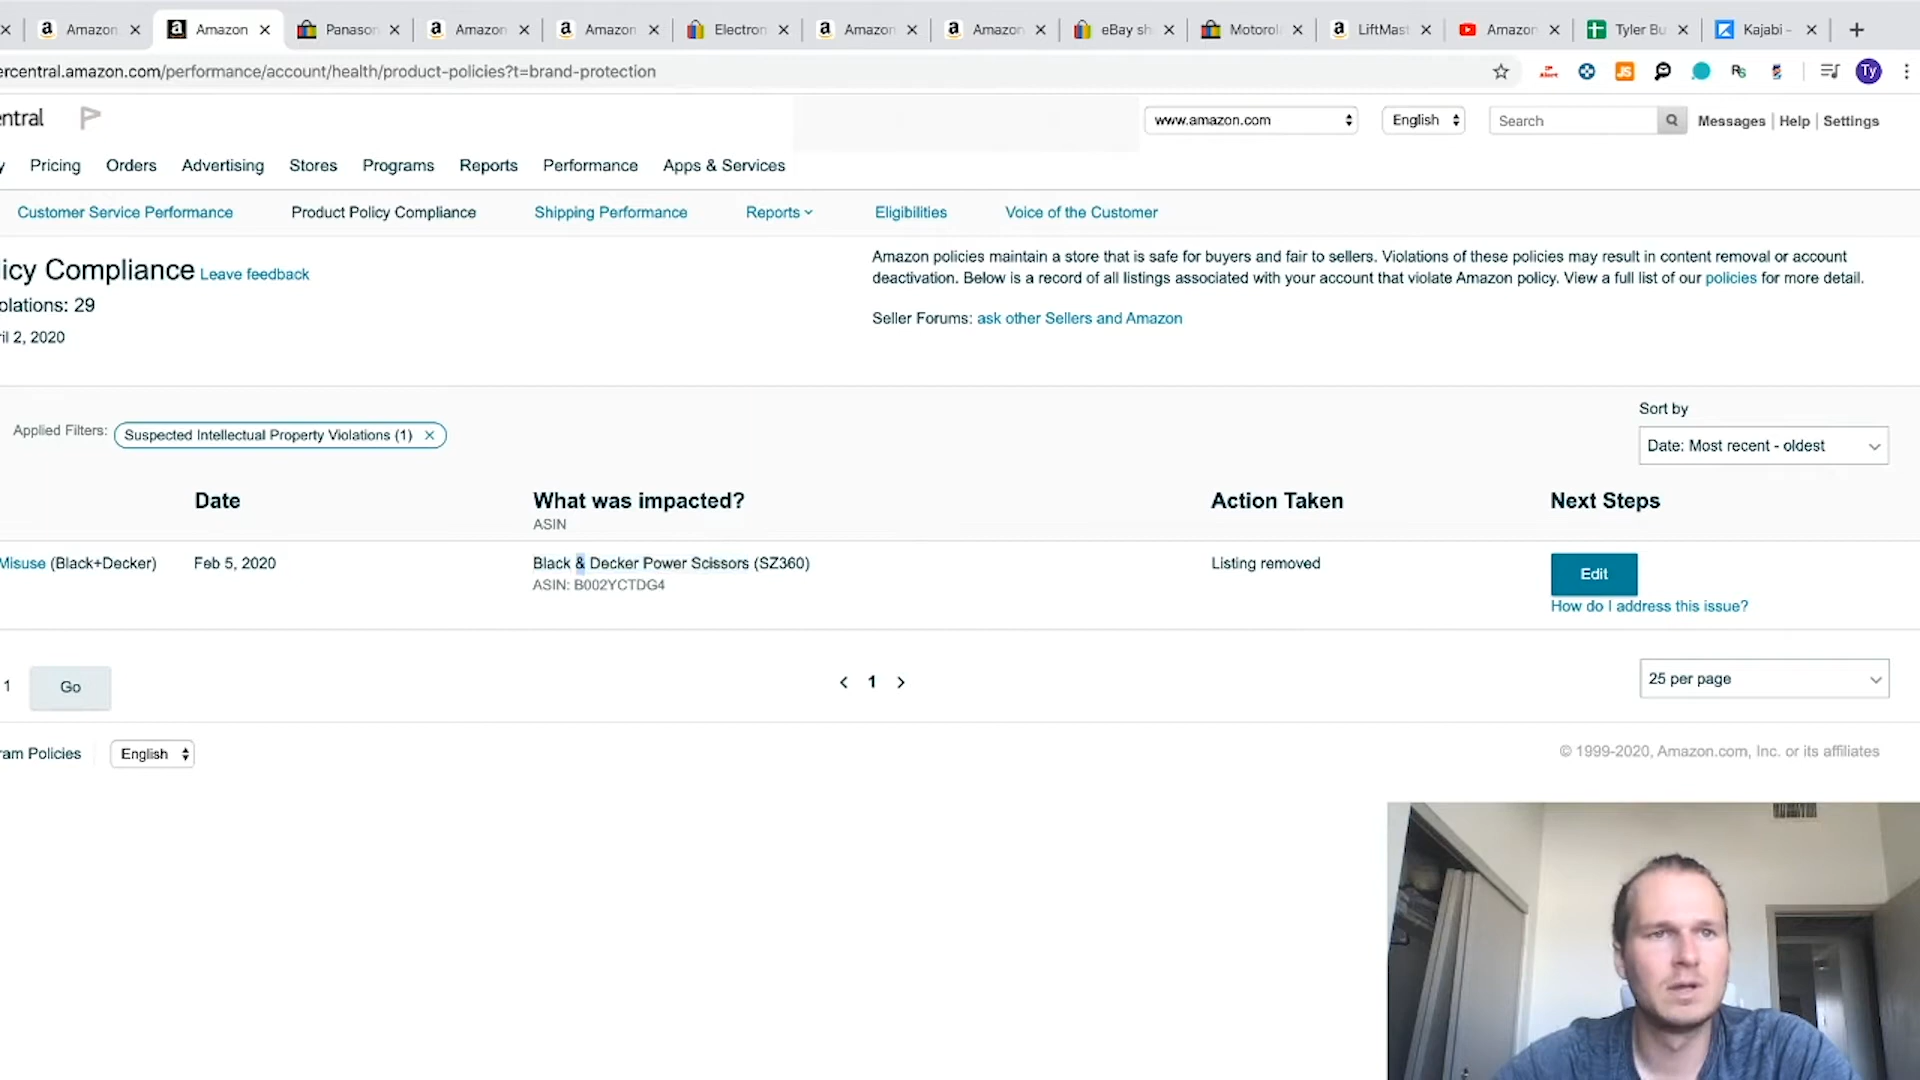 Amazon
Amazon
Panason
Amazon
Amazon
Electron
Amazon
Amazon
eBay sh
Motorola
LiftMast
Amazon
Tyler Bu
Kajabi –
ercentral.amazon.com/performance/account/health/product-policies?t=brand-protection
Ty
entral
www.amazon.com
English
Search
Messages | Help | Settings
y
Pricing
Orders
Advertising
Stores
Programs
Reports
Performance
Apps & Services
Customer Service Performance
Product Policy Compliance
Shipping Performance
Reports
Eligibilities
Voice of the Customer
licy Compliance Leave feedback
olations: 29
ril 2, 2020
Amazon policies maintain a store that is safe for buyers and fair to sellers. Violations of these policies may result in content removal or account
deactivation. Below is a record of all listings associated with your account that violate Amazon policy. View a full list of our policies for more detail.
Seller Forums: ask other Sellers and Amazon
Applied Filters:
Suspected Intellectual Property Violations (1)
Sort by
Date: Most recent - oldest
Date
What was impacted?
ASIN
Action Taken
Next Steps
Misuse (Black+Decker)
Feb 5, 2020
Black & Decker Power Scissors (SZ360)
ASIN: B002YCTDG4
Listing removed
Edit
How do I address this issue?
1
Go
1
25 per page
ram Policies
English
© 1999-2020, Amazon.com, Inc. or its affiliates